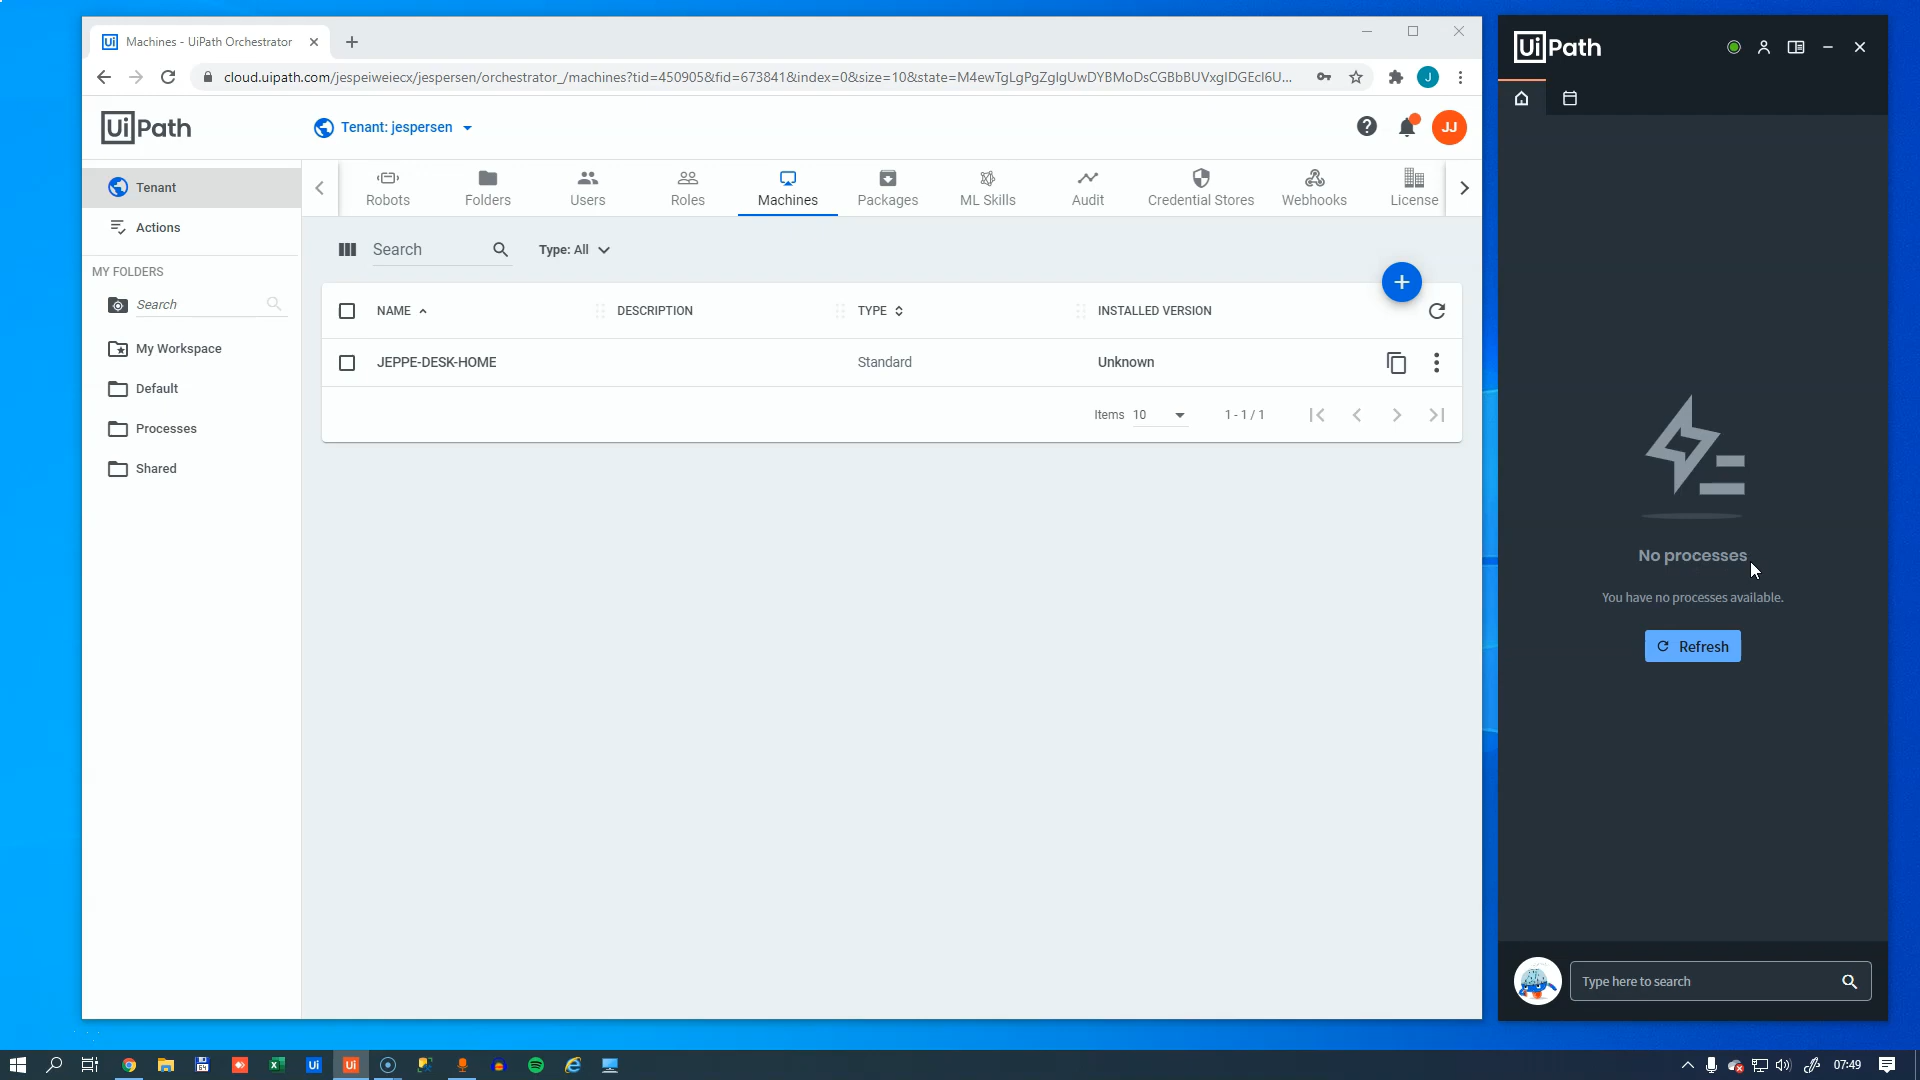 Machines - UiPath Orchestrator
cloud.uipath.com/jespeiweiecx/jespersen/orchestrator_/machines?tid=450905&fid=673841&index=0&size=10&state=M4ewTgLgPgZglgUwDYBMoDsCGBbBUVxgIDGEcI6U...
J
UiPath
Tenant: jespersen
JJ
Tenant
Actions
MY FOLDERS
Search
My Workspace
Default
Processes
Shared
Robots
Folders
Users
Roles
Machines
Packages
ML Skills
Audit
Credential Stores
Webhooks
License
Search
Type: All
NAME
DESCRIPTION
TYPE
INSTALLED VERSION
JEPPE-DESK-HOME
Standard
Unknown
Items 10
1 - 1 / 1
UiPath
No processes
You have no processes available.
Refresh
Type here to search
07:49